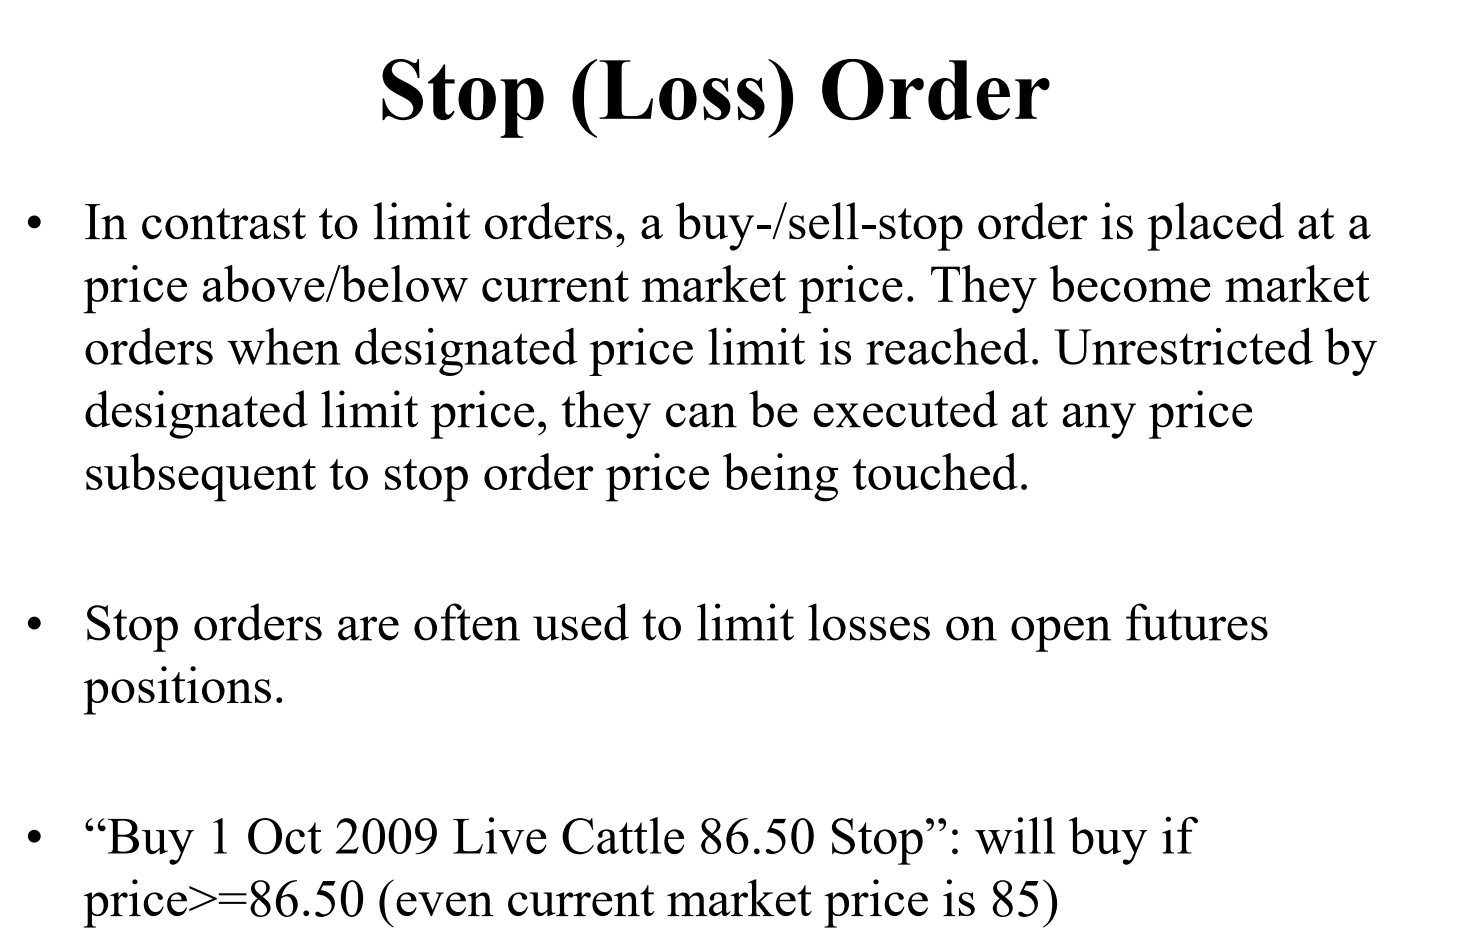 Stop (Loss) Order
• In contrast to limit orders, a buy-/sell-stop order is placed at a
price above/below current market price. They become market
orders when designated price limit is reached. Unrestricted by
designated limit price, they can be executed at any price
subsequent to stop order price being touched.
• Stop orders are often used to limit losses on open futures
positions.
• “Buy 1 Oct 2009 Live Cattle 86.50 Stop”: will buy if
price>=86.50 (even current market price is 85)